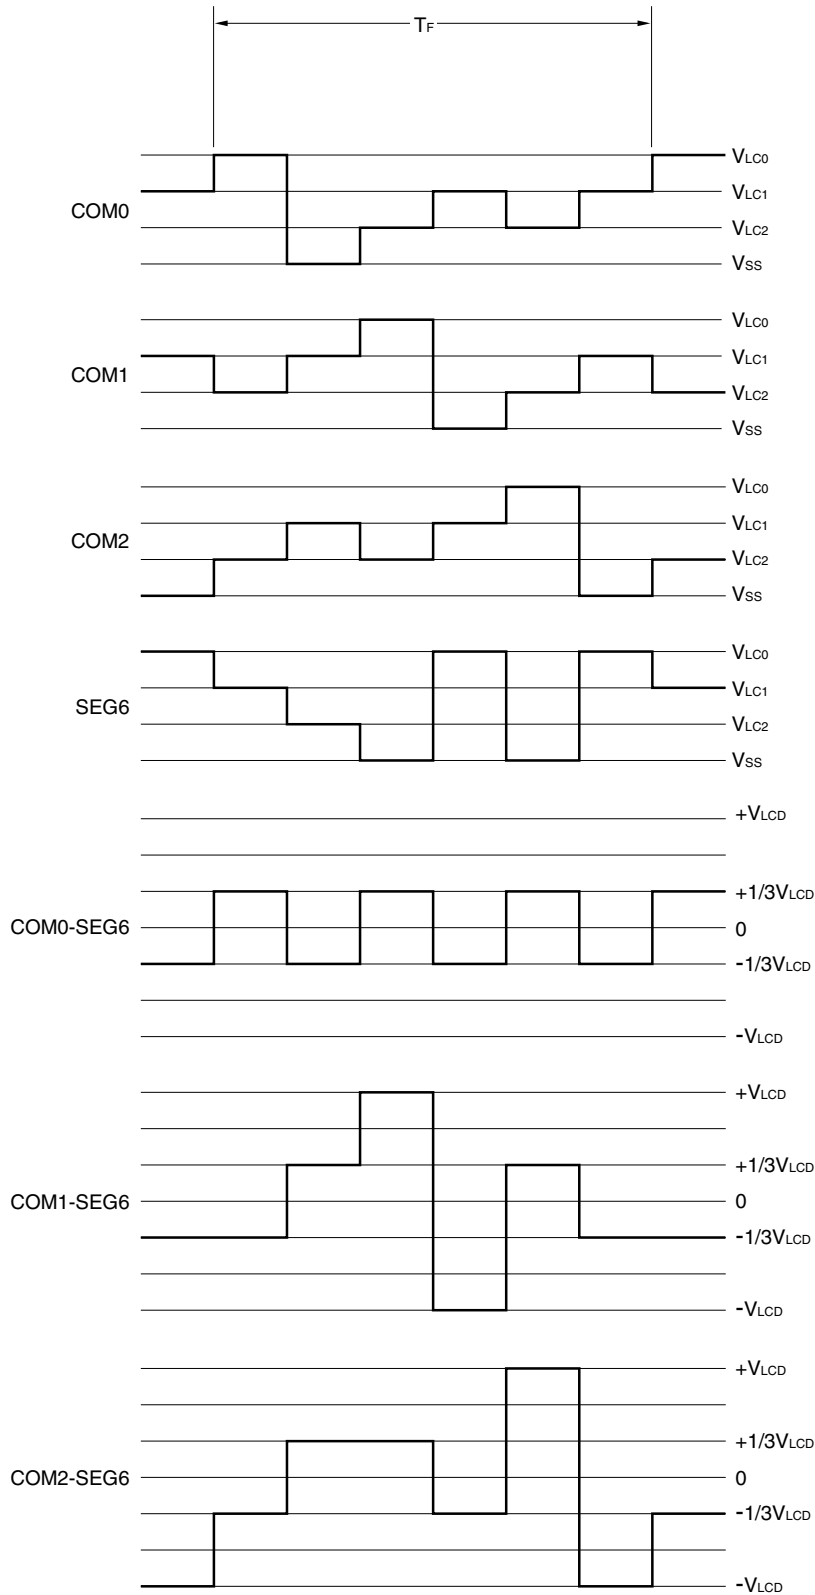 TF
VLC0
VLC1
COM0
VLC2
VSS
VLC0
VLC1
COM1
VLC2
VSS
VLC0
VLC1
COM2
VLC2
VSS
VLC0
VLC1
SEG6
VLC2
VSS
+VLCD
+1/3VLCD
COM0-SEG6 0
-1/3VLCD
-VLCD
+VLCD
+1/3VLCD
COM1-SEG6 0
-1/3VLCD
-VLCD
+VLCD
+1/3VLCD
COM2-SEG6 0
-1/3VLCD
-VLCD